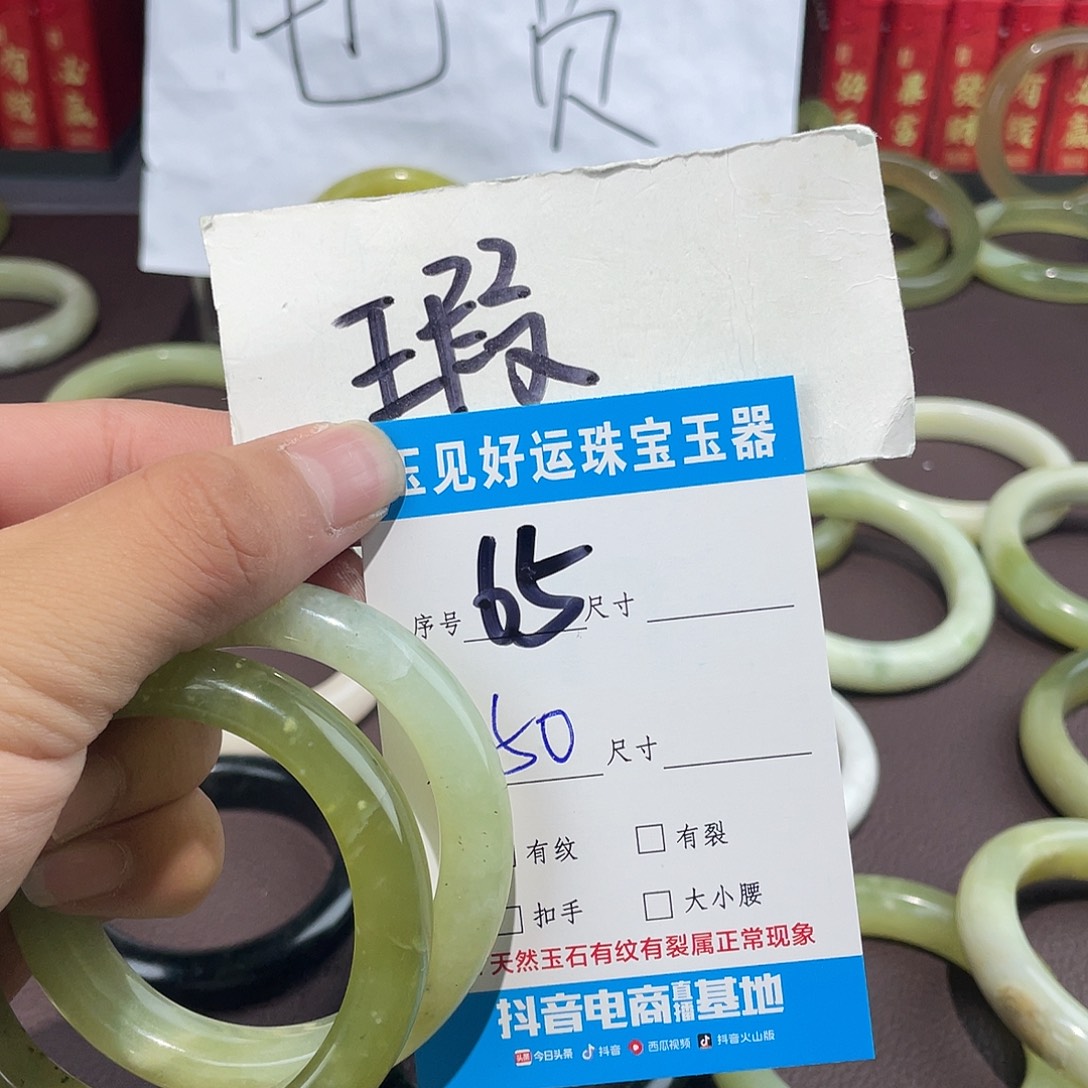 瑕
玉见好运珠宝玉器
序号 65 尺寸
50 尺寸
有纹 有裂
扣手 大小腰
天然玉石有纹有裂属正常现象
抖音电商直播基地
头条 今日头条 抖音 西瓜视频 抖音火山版